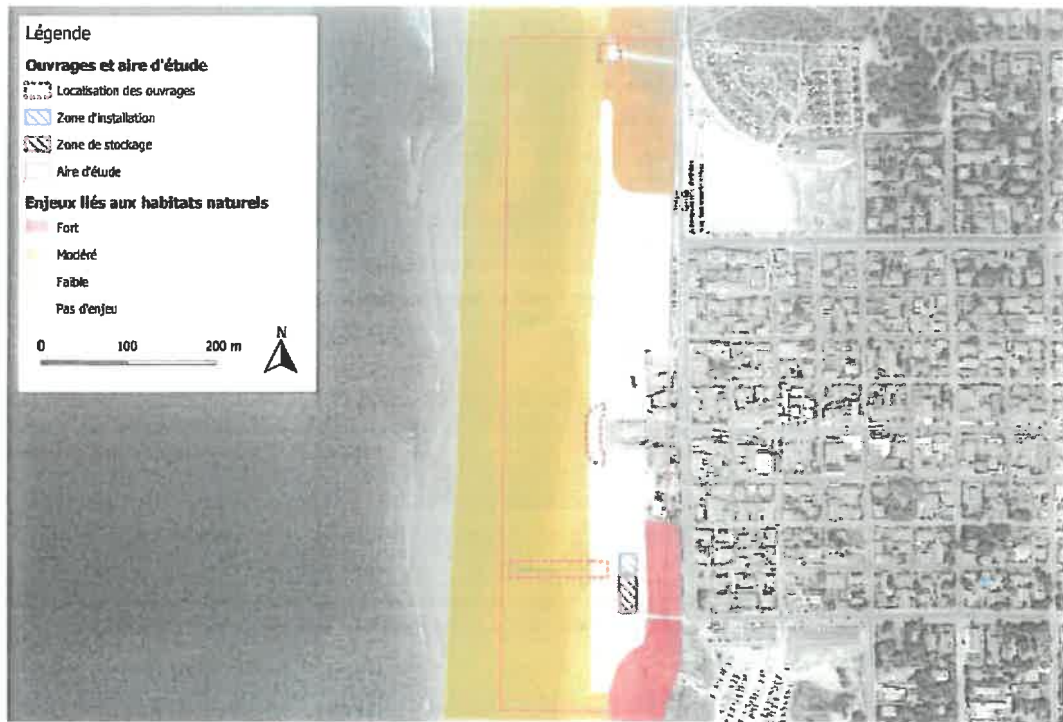 Légende
Ouvrages et aire d'étude
Localisation des ouvrages
Zone d'installation
Zone de stockage
Aire d'étude
Enjeux liés aux habitats naturels
Fort
Modéré
Faible
Pas d'enjeu
0 100 200 m
N